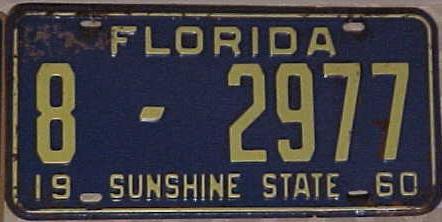 FLORIDA
8 - 2977
19 SUNSHINE STATE 60